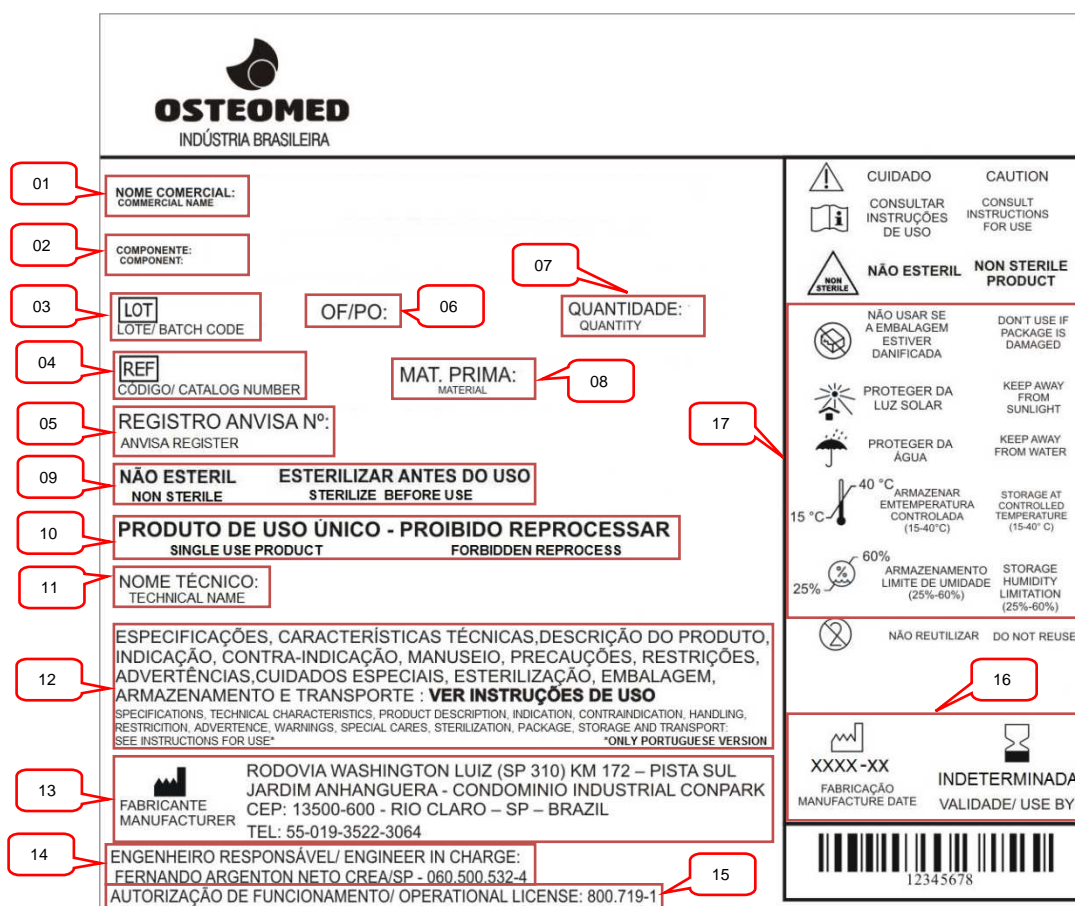 OSTEOMED
INDÚSTRIA BRASILEIRA
01
NOME COMERCIAL:
COMMERCIAL NAME
02
COMPONENTE:
COMPONENT:
03
LOT
LOTE/ BATCH CODE
OF/PO:
06
07
QUANTIDADE:
QUANTITY
04
REF
CÓDIGO/ CATALOG NUMBER
MAT. PRIMA:
MATERIAL
08
05
REGISTRO ANVISA Nº:
ANVISA REGISTER
09
NÃO ESTERIL ESTERILIZAR ANTES DO USO
NON STERILE STERILIZE BEFORE USE
10
PRODUTO DE USO ÚNICO - PROIBIDO REPROCESSAR
SINGLE USE PRODUCT FORBIDDEN REPROCESS
11
NOME TÉCNICO:
TECHNICAL NAME
12
ESPECIFICAÇÕES, CARACTERÍSTICAS TÉCNICAS,DESCRIÇÃO DO PRODUTO,
INDICAÇÃO, CONTRA-INDICAÇÃO, MANUSEIO, PRECAUÇÕES, RESTRIÇÕES,
ADVERTÊNCIAS,CUIDADOS ESPECIAIS, ESTERILIZAÇÃO, EMBALAGEM,
ARMAZENAMENTO E TRANSPORTE : VER INSTRUÇÕES DE USO
SPECIFICATIONS, TECHNICAL CHARACTERISTICS, PRODUCT DESCRIPTION, INDICATION, CONTRAINDICATION, HANDLING,
RESTRICITION, ADVERTENCE, WARNINGS, SPECIAL CARES, STERILIZATION, PACKAGE, STORAGE AND TRANSPORT:
SEE INSTRUCTIONS FOR USE* *ONLY PORTUGUESE VERSION
13
FABRICANTE
MANUFACTURER
RODOVIA WASHINGTON LUIZ (SP 310) KM 172 – PISTA SUL
JARDIM ANHANGUERA - CONDOMINIO INDUSTRIAL CONPARK
CEP: 13500-600 - RIO CLARO – SP – BRAZIL
TEL: 55-019-3522-3064
14
ENGENHEIRO RESPONSÁVEL/ ENGINEER IN CHARGE:
FERNANDO ARGENTON NETO CREA/SP - 060.500.532-4
15
AUTORIZAÇÃO DE FUNCIONAMENTO/ OPERATIONAL LICENSE: 800.719-1
CUIDADO CAUTION
CONSULTAR
INSTRUÇÕES
DE USO
CONSULT
INSTRUCTIONS
FOR USE
NON
STERILE
NÃO ESTERIL
NON STERILE
PRODUCT
17
NÃO USAR SE
A EMBALAGEM
ESTIVER
DANIFICADA
DON'T USE IF
PACKAGE IS
DAMAGED
PROTEGER DA
LUZ SOLAR
KEEP AWAY
FROM
SUNLIGHT
PROTEGER DA
ÁGUA
KEEP AWAY
FROM WATER
40 °C
15 °C
ARMAZENAR
EMTEMPERATURA
CONTROLADA
(15-40°C)
STORAGE AT
CONTROLLED
TEMPERATURE
(15-40° C)
60%
%
25%
ARMAZENAMENTO
LIMITE DE UMIDADE
(25%-60%)
STORAGE
HUMIDITY
LIMITATION
(25%-60%)
2
NÃO REUTILIZAR DO NOT REUSE
16
XXXX-XX
FABRICAÇÃO
MANUFACTURE DATE
INDETERMINADA
VALIDADE/ USE BY
12345678